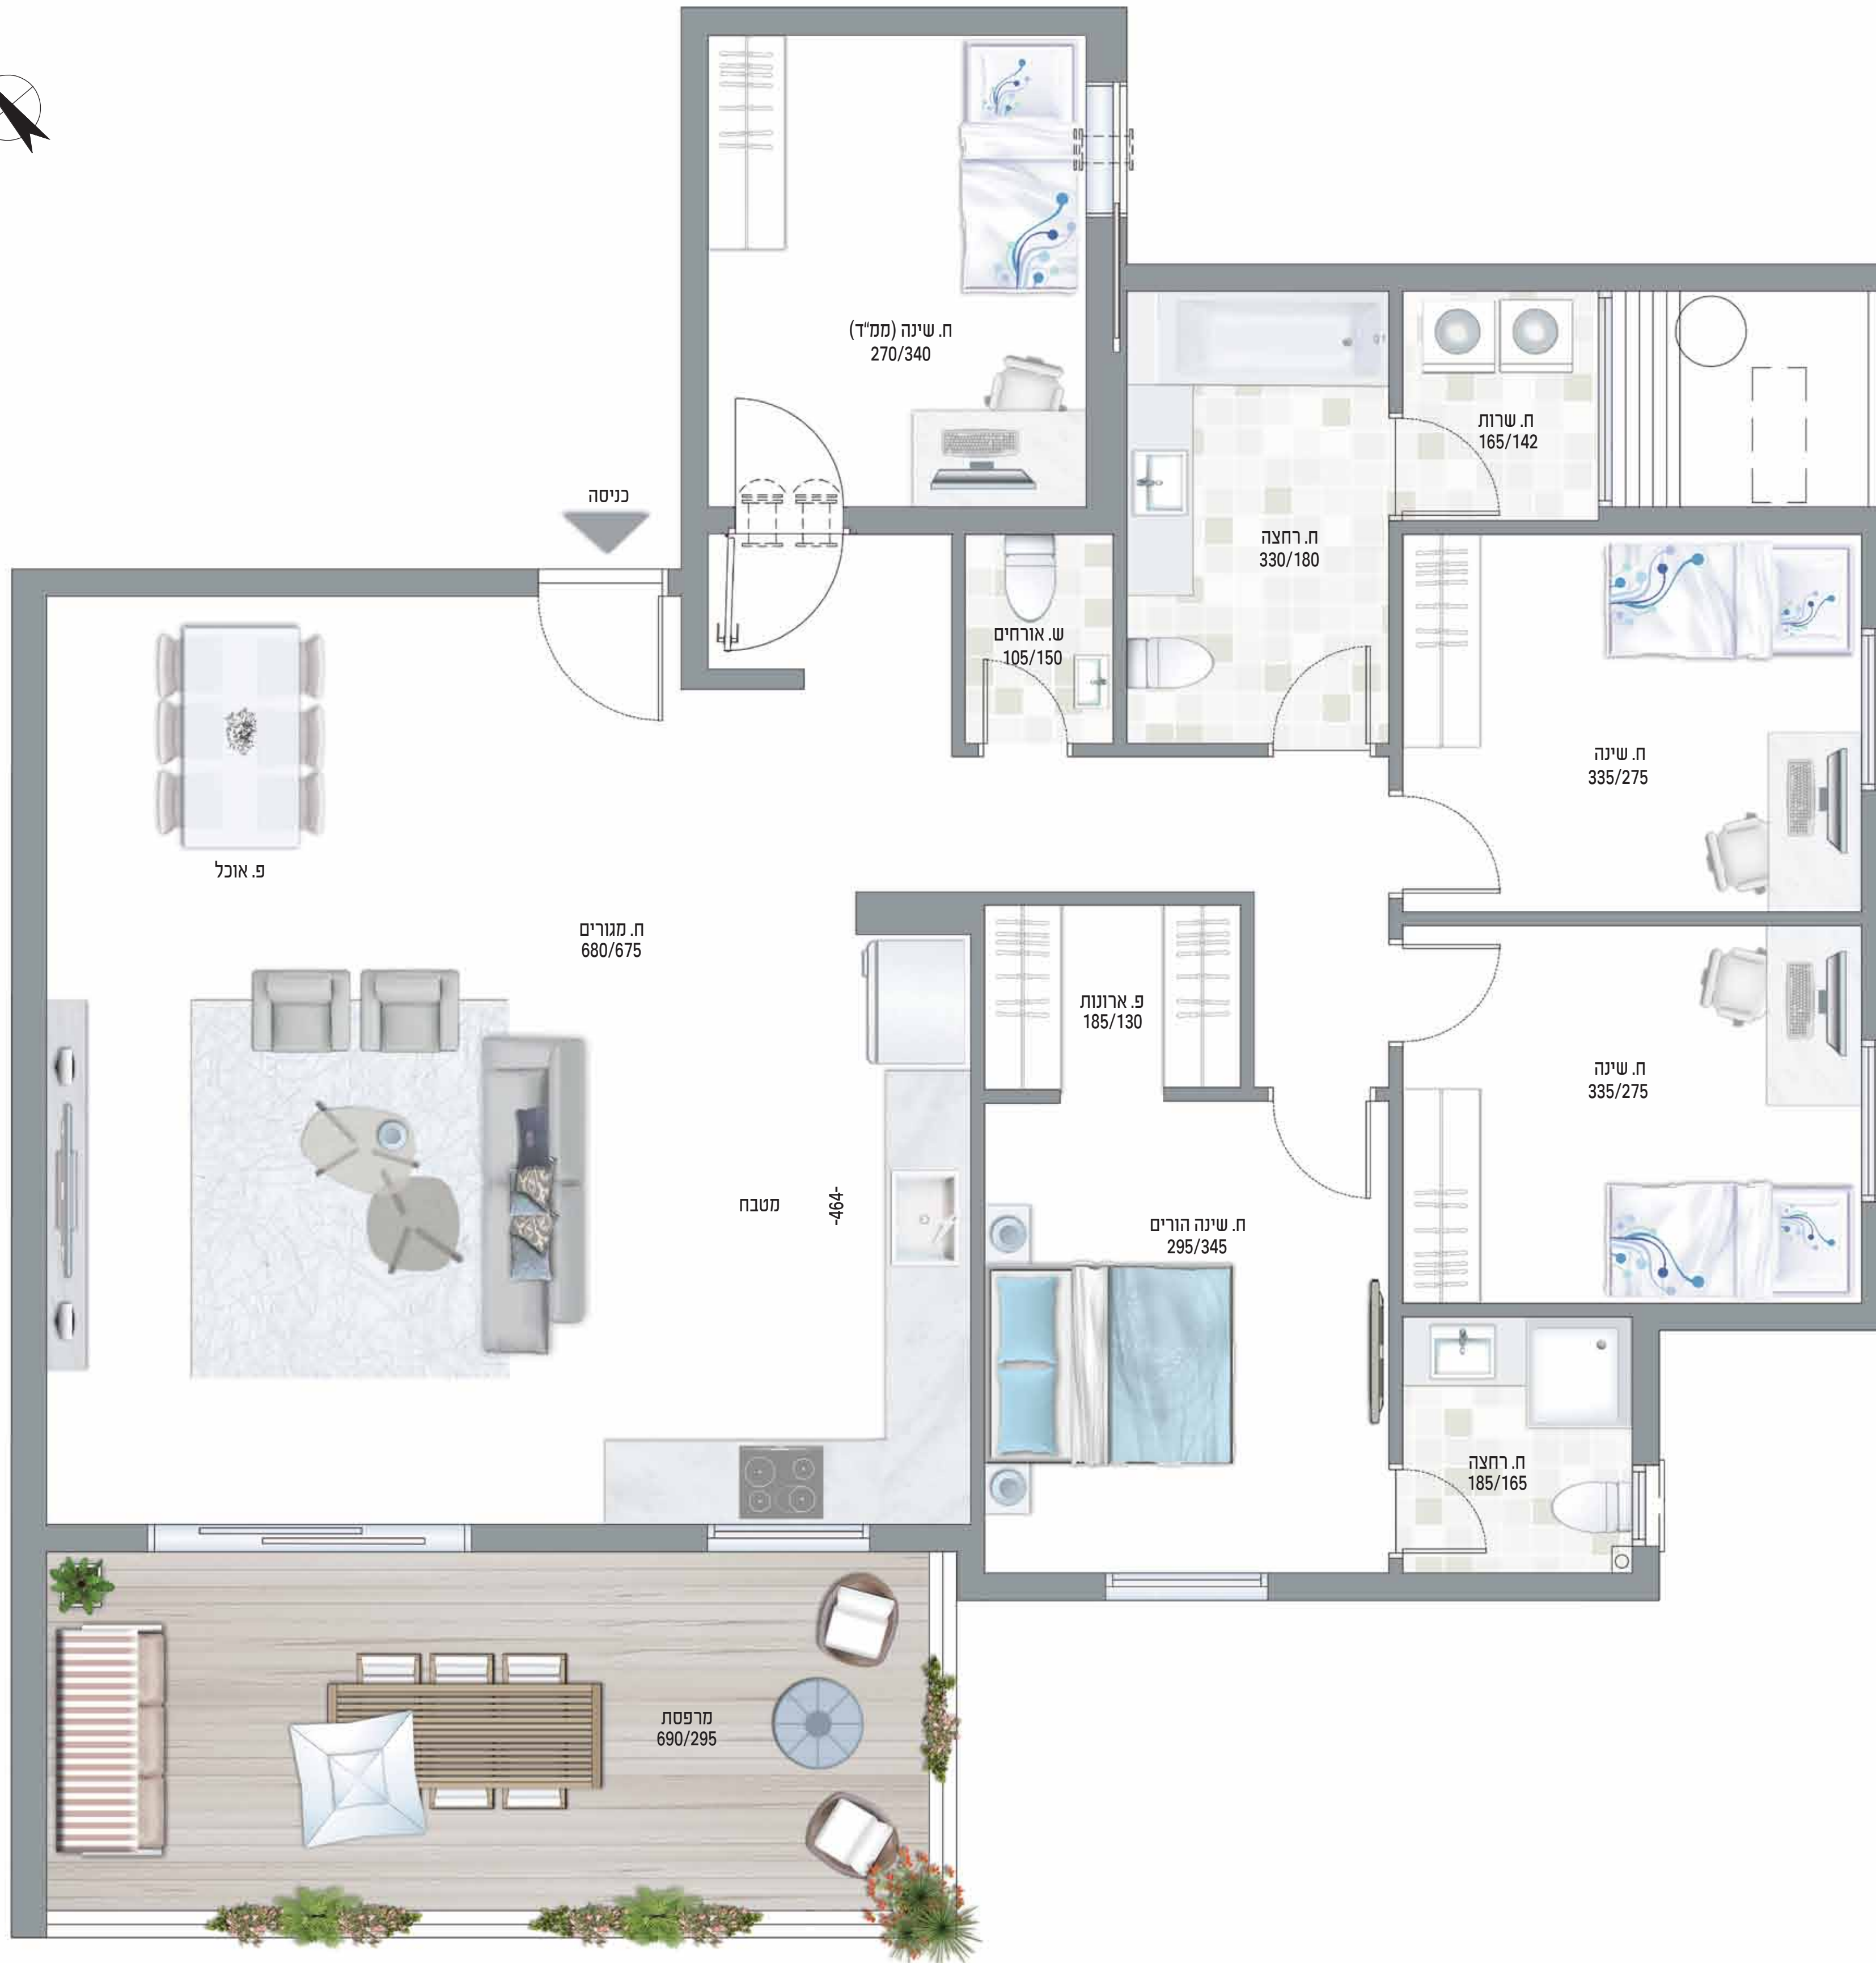 ח. שינה (ממ"ד)
270/340
ח. שרות
165/142
כניסה
ח. רחצה
330/180
ש. אורחים
105/150
ח. שינה
335/275
פ. אוכל
ח. מגורים
680/675
פ. ארונות
185/130
ח. שינה
335/275
מטבח
-464-
ח. שינה הורים
295/345
ח. רחצה
185/165
מרפסת
690/295